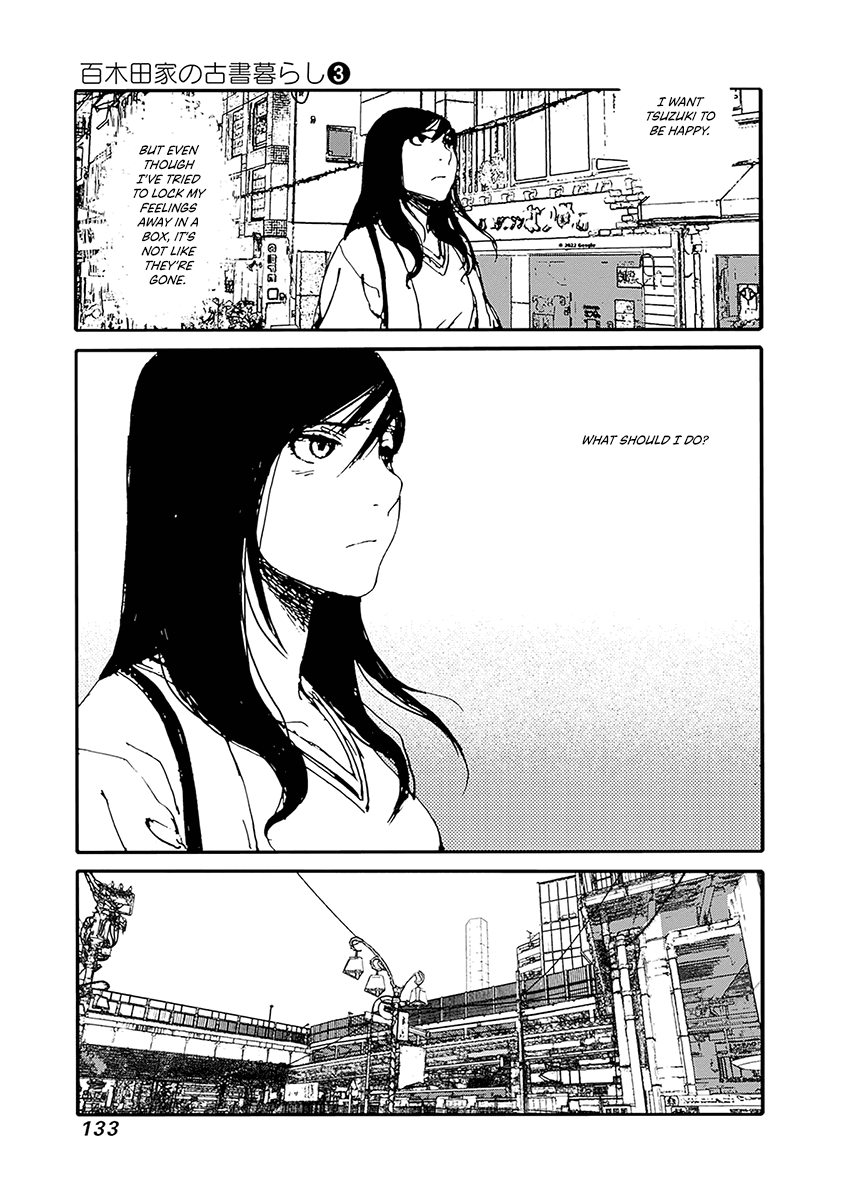 百木田家の古書暮らし❸
I WANT
TSUZUKI TO
BE HAPPY.
BUT EVEN
THOUGH
I'VE TRIED
TO LOCK MY
FEELINGS
AWAY IN A
BOX, IT'S
NOT LIKE
THEY'RE
GONE.
© 2022 Google
WHAT SHOULD I DO?
133